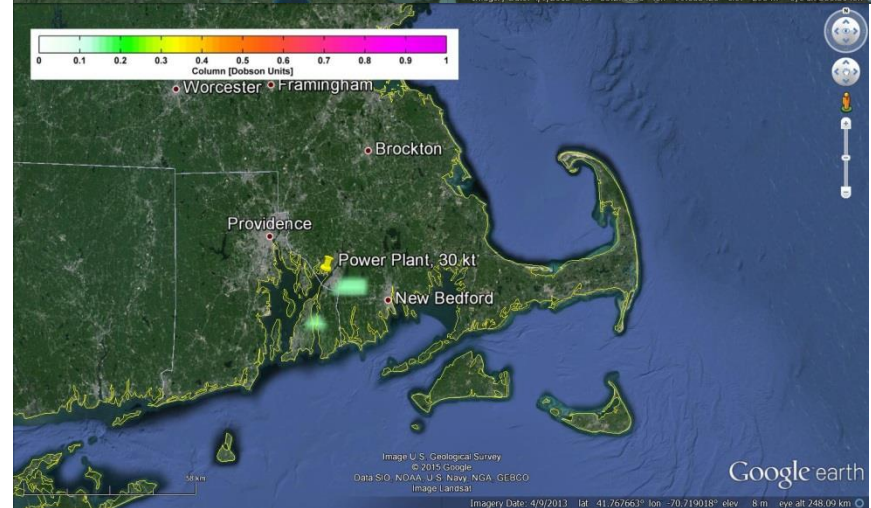 0 0.1 0.2 0.3 0.4 0.5 0.6 0.7 0.8 0.9 1
Column [Dobson Units]
Worcester Framingham
Brockton
Providence
Power Plant, 30 kt
New Bedford
N
Image U.S. Geological Survey
© 2015 Google
Data SIO, NOAA, U.S. Navy, NGA, GEBCO
Image Landsat
58 km
Google earth
Imagery Date: 4/9/2013 lat 41.767663° lon -70.719018° elev 8 m eye alt 248.09 km